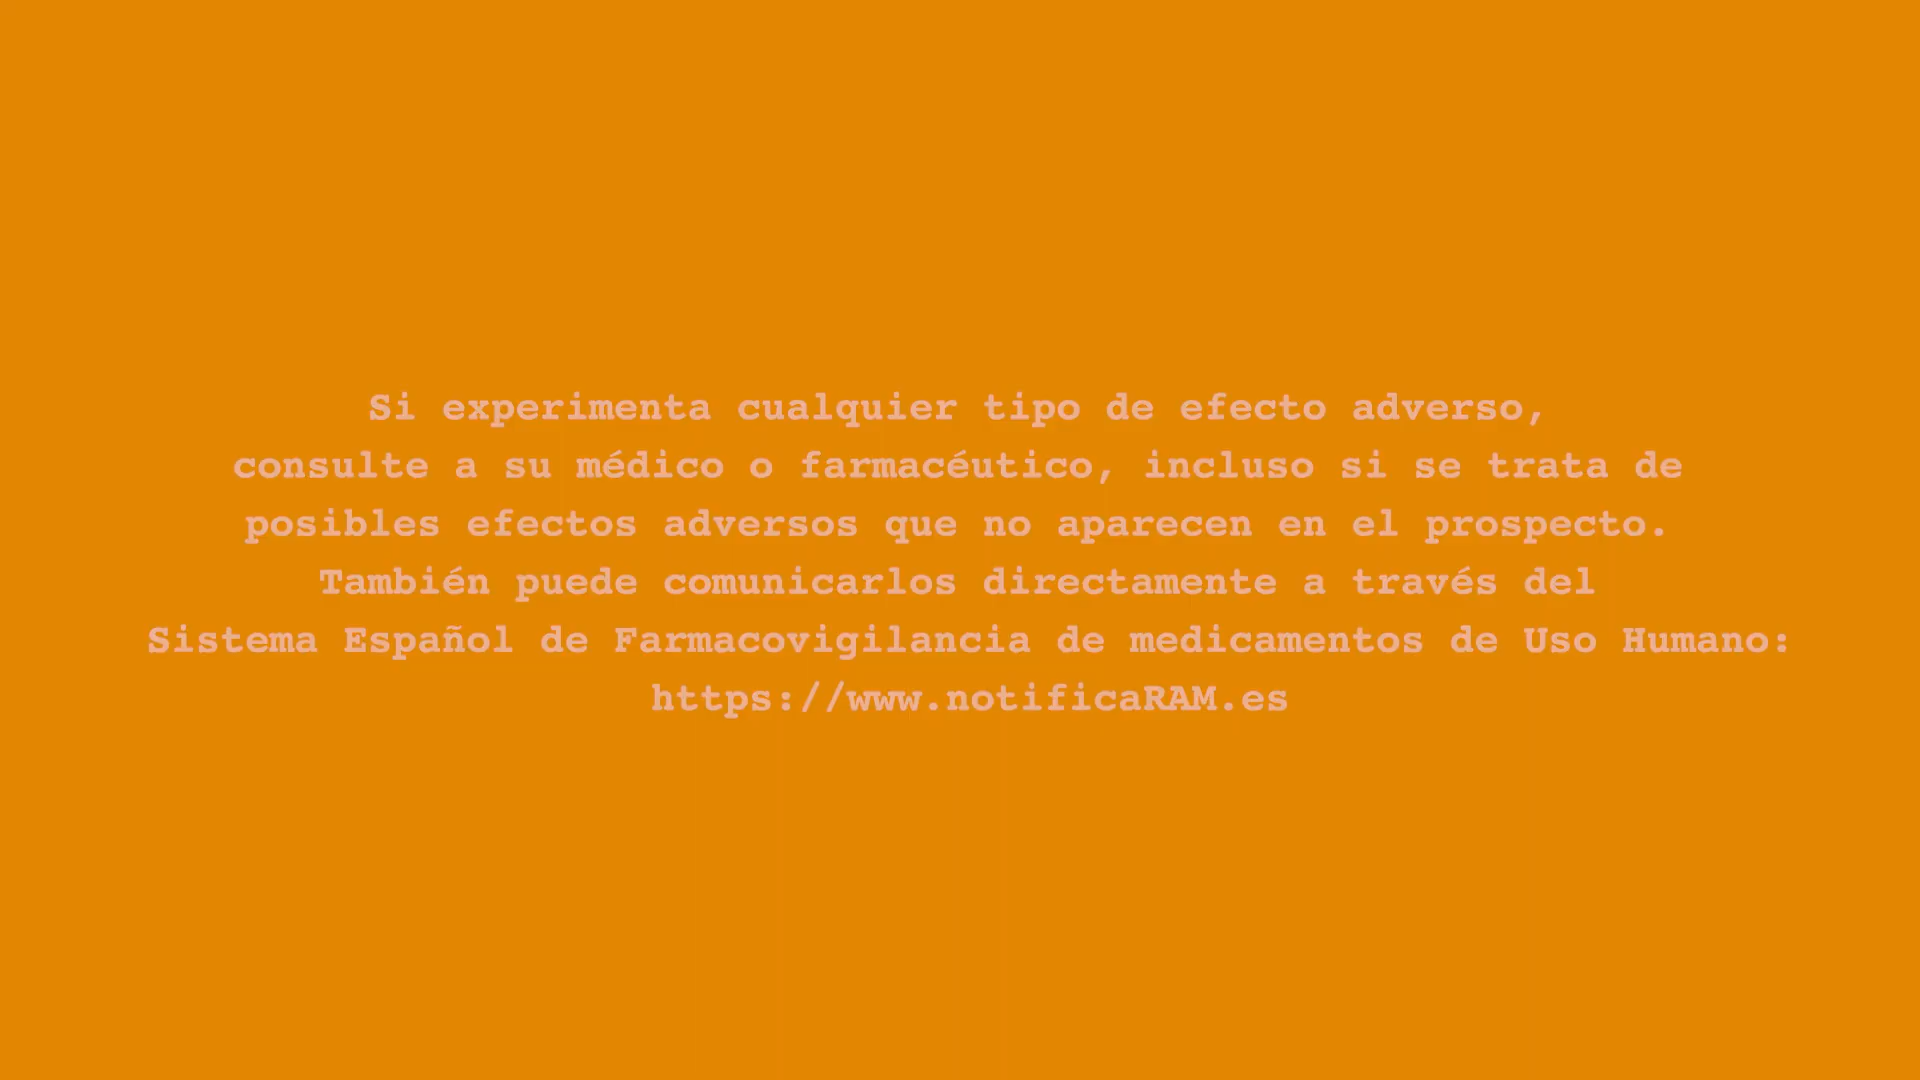 Si experimenta cualquier tipo de efecto adverso,
consulte a su médico o farmacéutico, incluso si se trata de
posibles efectos adversos que no aparecen en el prospecto.
También puede comunicarlos directamente a través del
Sistema Español de Farmacovigilancia de medicamentos de Uso Humano:
https://www.notificaRAM.es